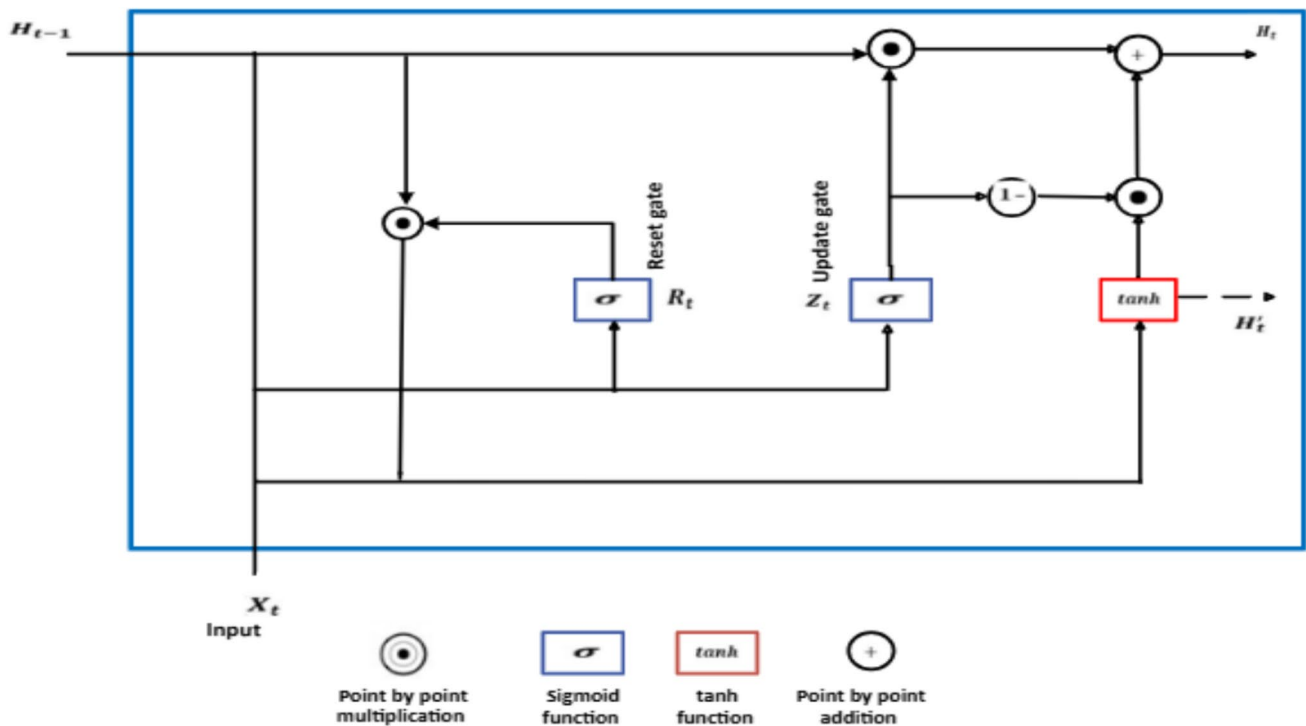 H_{t-1}
H_t
Reset gate
Update gate
1-
σ
R_t
Z_t
σ
tanh
H'_t
X_t
Input
σ
tanh
+
+
Point by point
multiplication
Sigmoid
function
tanh
function
Point by point
addition